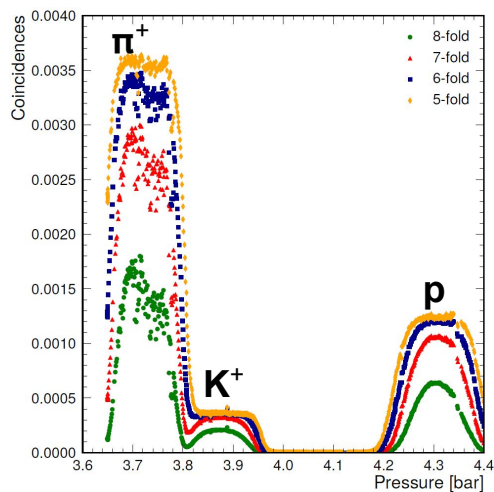 Coincidences
0.0040
0.0035
0.0030
0.0025
0.0020
0.0015
0.0010
0.0005
0.0000
π+
K+
p
8-fold
7-fold
6-fold
5-fold
3.6 3.7 3.8 3.9 4.0 4.1 4.2 4.3 4.4
Pressure [bar]